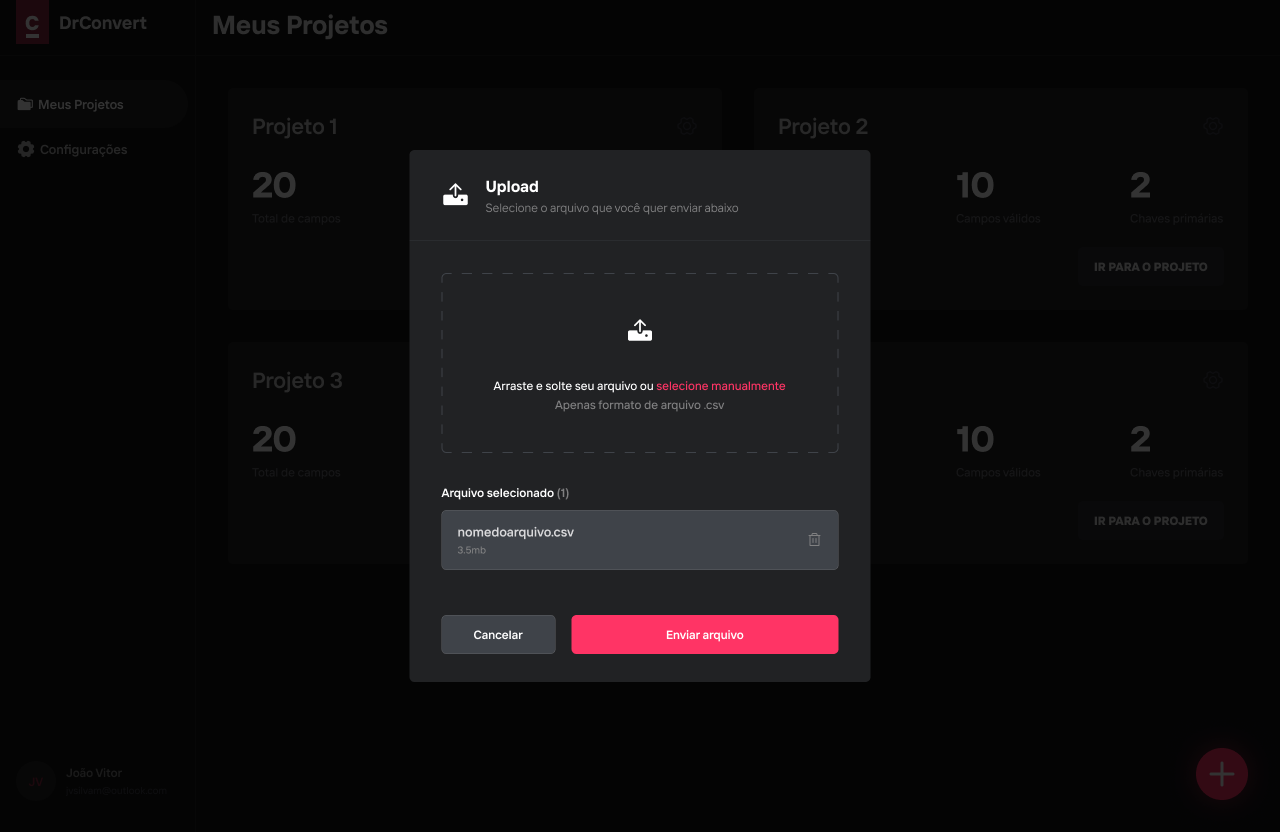 C
DrConvert
Meus Projetos
Meus Projetos
Configurações
Projeto 1
20
Total de campos
Projeto 2
10
Campos válidos
2
Chaves primárias
IR PARA O PROJETO
Projeto 3
20
Total de campos
10
Campos válidos
2
Chaves primárias
IR PARA O PROJETO
Upload
Selecione o arquivo que você quer enviar abaixo
Arraste e solte seu arquivo ou selecione manualmente
Apenas formato de arquivo .csv
Arquivo selecionado (1)
nomedoarquivo.csv
3.5mb
Cancelar
Enviar arquivo
JV
João Vitor